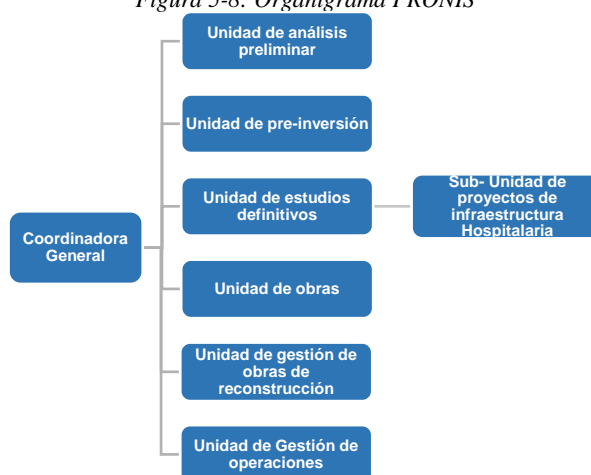 Figura 5-8: Organigrama PRONIS
Unidad de análisis
preliminar
Unidad de pre-inversión
Unidad de estudios
definitivos
Sub- Unidad de
proyectos de
infraestructura
Hospitalaria
Coordinadora
General
Unidad de obras
Unidad de gestión de
obras de
reconstrucción
Unidad de Gestión de
operaciones